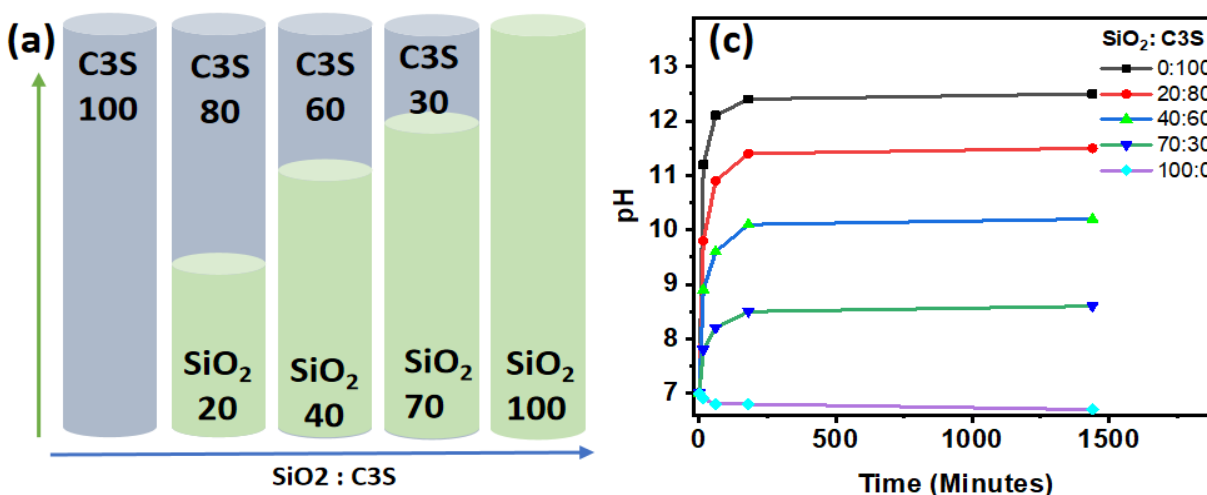 (a)
C3S
100
C3S
80
C3S
60
C3S
30
SiO2
20
SiO2
40
SiO2
70
SiO2
100
SiO2 : C3S
(c)
SiO2: C3S
0:100
20:80
40:60
70:30
100:0
13
12
11
10
9
8
7
pH
0
500
1000
1500
Time (Minutes)